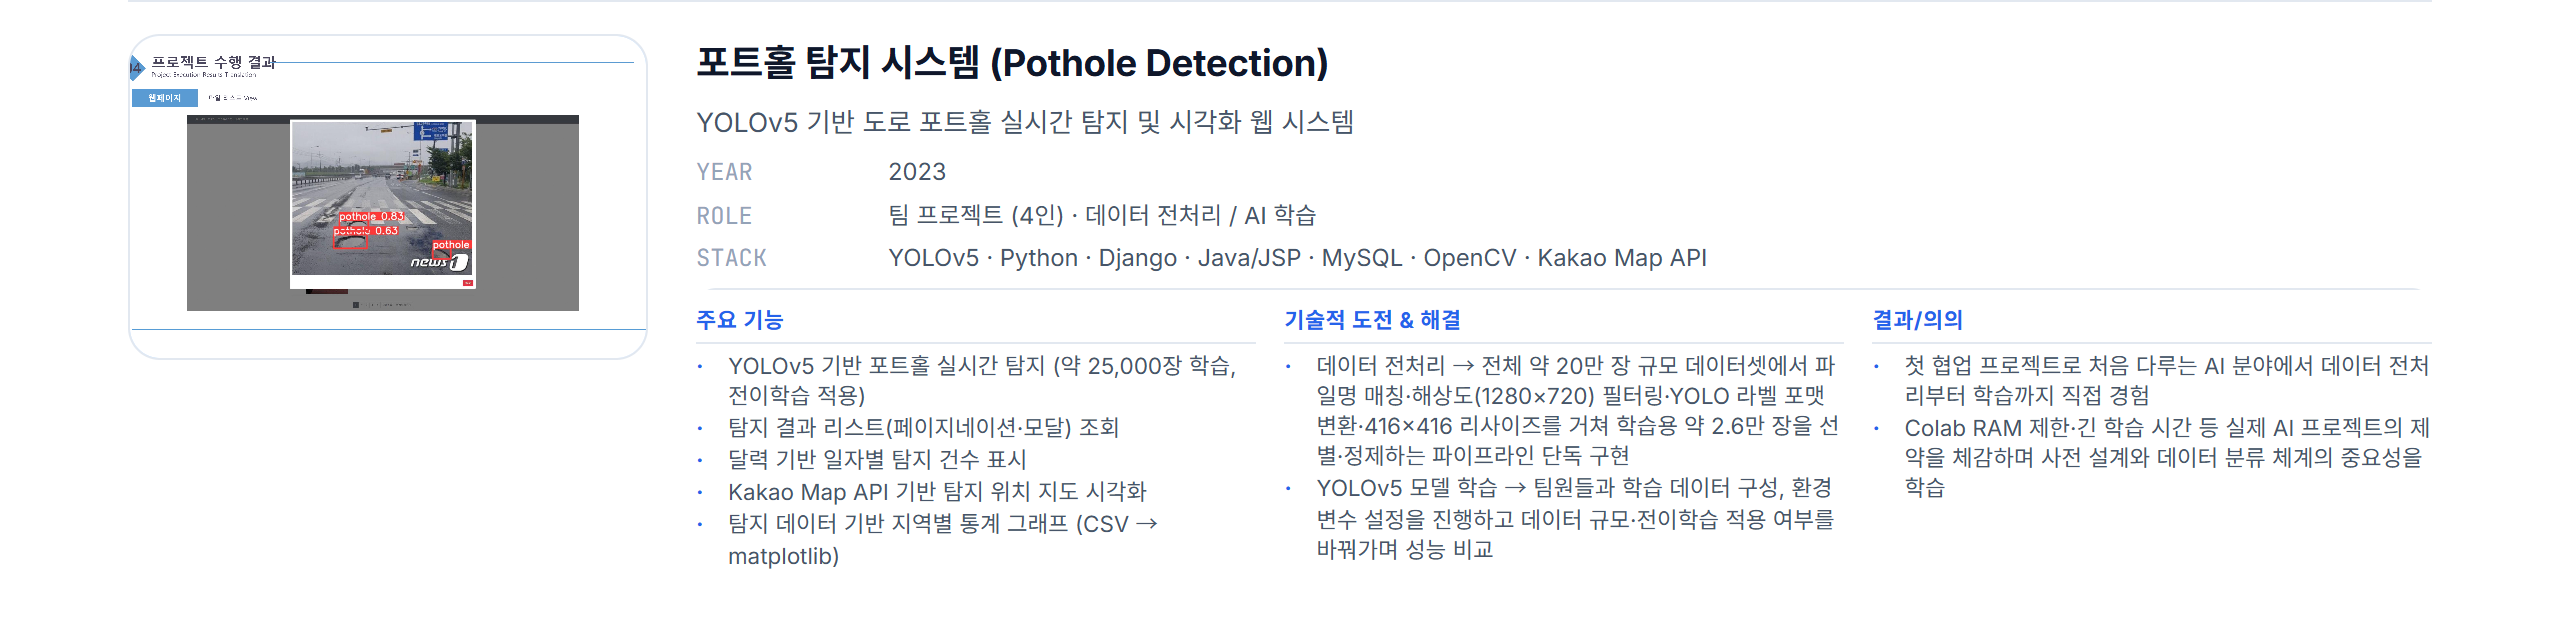 04
프로젝트 수행 결과
Project Execution Results Translation
웹페이지
파일 리스트 View
pothole 0.83
pothole 0.63
pothole
news1
포트홀 탐지 시스템 (Pothole Detection)
YOLOv5 기반 도로 포트홀 실시간 탐지 및 시각화 웹 시스템
YEAR 2023
ROLE 팀 프로젝트 (4인) · 데이터 전처리 / AI 학습
STACK YOLOv5 · Python · Django · Java/JSP · MySQL · OpenCV · Kakao Map API
주요 기능
• YOLOv5 기반 포트홀 실시간 탐지 (약 25,000장 학습,
전이학습 적용)
• 탐지 결과 리스트(페이지네이션·모달) 조회
• 달력 기반 일자별 탐지 건수 표시
• Kakao Map API 기반 탐지 위치 지도 시각화
• 탐지 데이터 기반 지역별 통계 그래프 (CSV →
matplotlib)
기술적 도전 & 해결
• 데이터 전처리 → 전체 약 20만 장 규모 데이터셋에서 파
일명 매칭·해상도(1280×720) 필터링·YOLO 라벨 포맷
변환·416×416 리사이즈를 거쳐 학습용 약 2.6만 장을 선
별·정제하는 파이프라인 단독 구현
• YOLOv5 모델 학습 → 팀원들과 학습 데이터 구성, 환경
변수 설정을 진행하고 데이터 규모·전이학습 적용 여부를
바꿔가며 성능 비교
결과/의의
• 첫 협업 프로젝트로 처음 다루는 AI 분야에서 데이터 전처
리부터 학습까지 직접 경험
• Colab RAM 제한·긴 학습 시간 등 실제 AI 프로젝트의 제
약을 체감하며 사전 설계와 데이터 분류 체계의 중요성을
학습